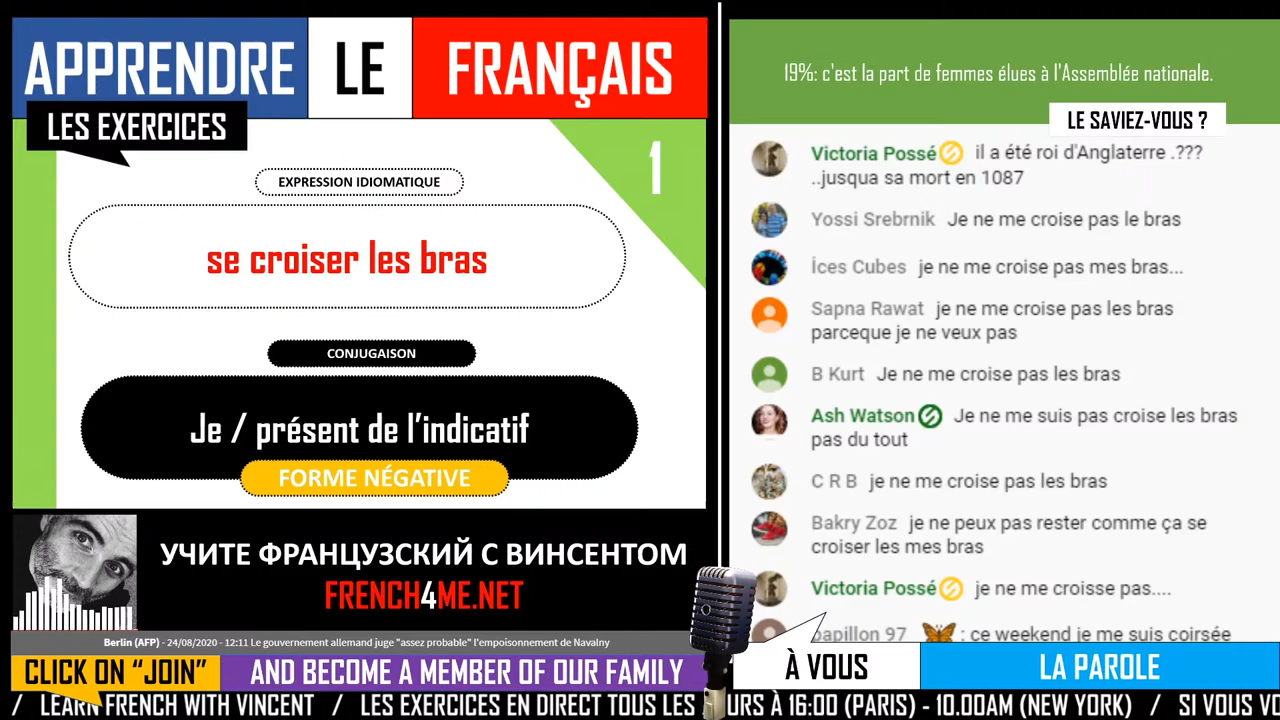 APPRENDRE LE FRANÇAIS
LES EXERCICES
1
EXPRESSION IDIOMATIQUE
se croiser les bras
CONJUGAISON
Je / présent de l'indicatif
FORME NÉGATIVE
УЧИТЕ ФРАНЦУЗСКИЙ С ВИНСЕНТОМ
FRENCH4ME.NET
Berlin (AFP) - 24/08/2020 - 12:11 Le gouvernement allemand juge "assez probable" l'empoisonnement de Navalny
CLICK ON “JOIN” AND BECOME A MEMBER OF OUR FAMILY
19%: c'est la part de femmes élues à l'Assemblée nationale.
LE SAVIEZ-VOUS ?
Victoria Possé il a été roi d'Anglaterre .???
..jusqua sa mort en 1087
Yossi Srebrnik Je ne me croise pas le bras
İces Cubes je ne me croise pas mes bras...
Sapna Rawat je ne me croise pas les bras
parceque je ne veux pas
B Kurt Je ne me croise pas les bras
Ash Watson Je ne me suis pas croise les bras
pas du tout
C R B je ne me croise pas les bras
Bakry Zoz je ne peux pas rester comme ça se
croiser les mes bras
Victoria Possé je ne me croisse pas....
papillon 97 : ce weekend je me suis coirsée
À VOUS LA PAROLE
/ LEARN FRENCH WITH VINCENT / LES EXERCICES EN DIRECT TOUS LES URS À 16:00 (PARIS) - 10.00AM (NEW YORK) / SI VOUS